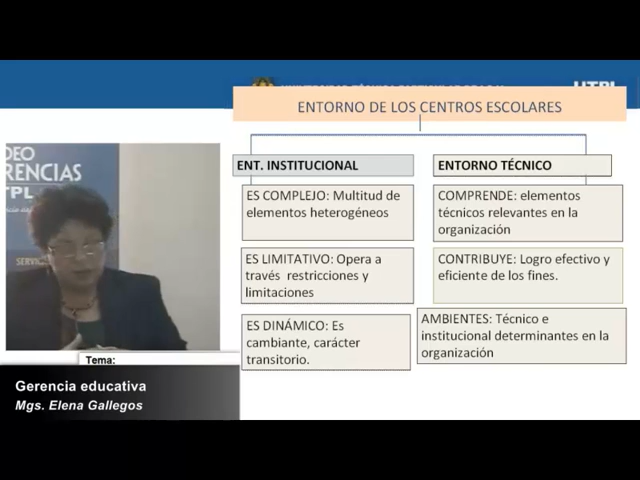 UTPL
ENTORNO DE LOS CENTROS ESCOLARES
ENT. INSTITUCIONAL
ES COMPLEJO: Multitud de
elementos heterogéneos
ES LIMITATIVO: Opera a
través restricciones y
limitaciones
ES DINÁMICO: Es
cambiante, carácter
transitorio.
ENTORNO TÉCNICO
COMPRENDE: elementos
técnicos relevantes en la
organización
CONTRIBUYE: Logro efectivo y
eficiente de los fines.
AMBIENTES: Técnico e
institucional determinantes en la
organización
DEO
RENCIAS
TPL
SERVIC
Tema:
Gerencia educativa
Mgs. Elena Gallegos